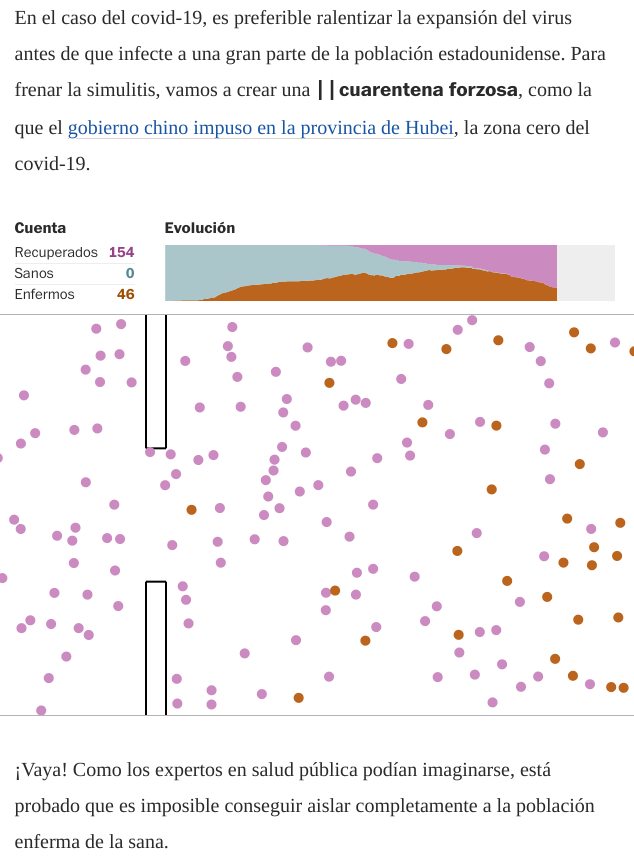 En el caso del covid-19, es preferible ralentizar la expansión del virus
antes de que infecte a una gran parte de la población estadounidense. Para
frenar la simulitis, vamos a crear una ||cuarentena forzosa, como la
que el gobierno chino impuso en la provincia de Hubei, la zona cero del
covid-19.
Cuenta
Recuperados 154
Sanos 0
Enfermos 46
Evolución
¡Vaya! Como los expertos en salud pública podían imaginarse, está
probado que es imposible conseguir aislar completamente a la población
enferma de la sana.